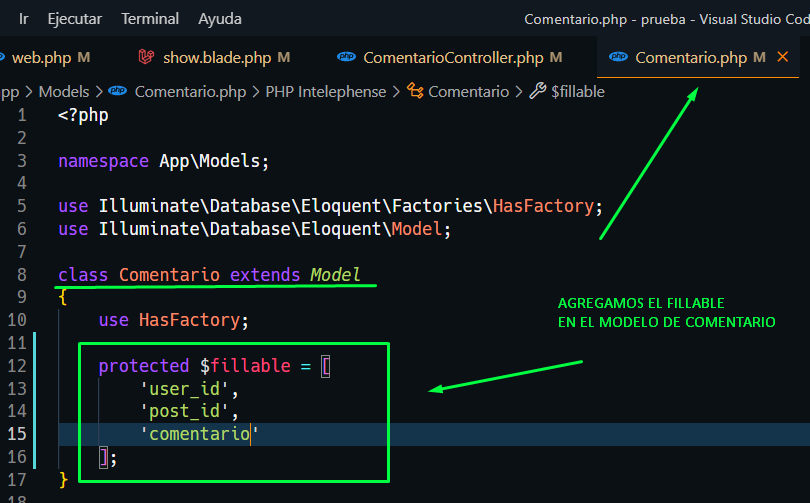 Ir Ejecutar Terminal Ayuda Comentario.php - prueba - Visual Studio Cod
web.php M show.blade.php M php ComentarioController.php M php Comentario.php M ×
pp > Models > php Comentario.php > PHP Intelephense > Comentario > $fillable
1 <?php
2
3 namespace App\Models;
4
5 use Illuminate\Database\Eloquent\Factories\HasFactory;
6 use Illuminate\Database\Eloquent\Model;
7
8 class Comentario extends Model
9 {
10 use HasFactory;
11
12 protected $fillable = [
13 'user_id',
14 'post_id',
15 'comentario'
16 ];
17 }
18
AGREGAMOS EL FILLABLE
EN EL MODELO DE COMENTARIO